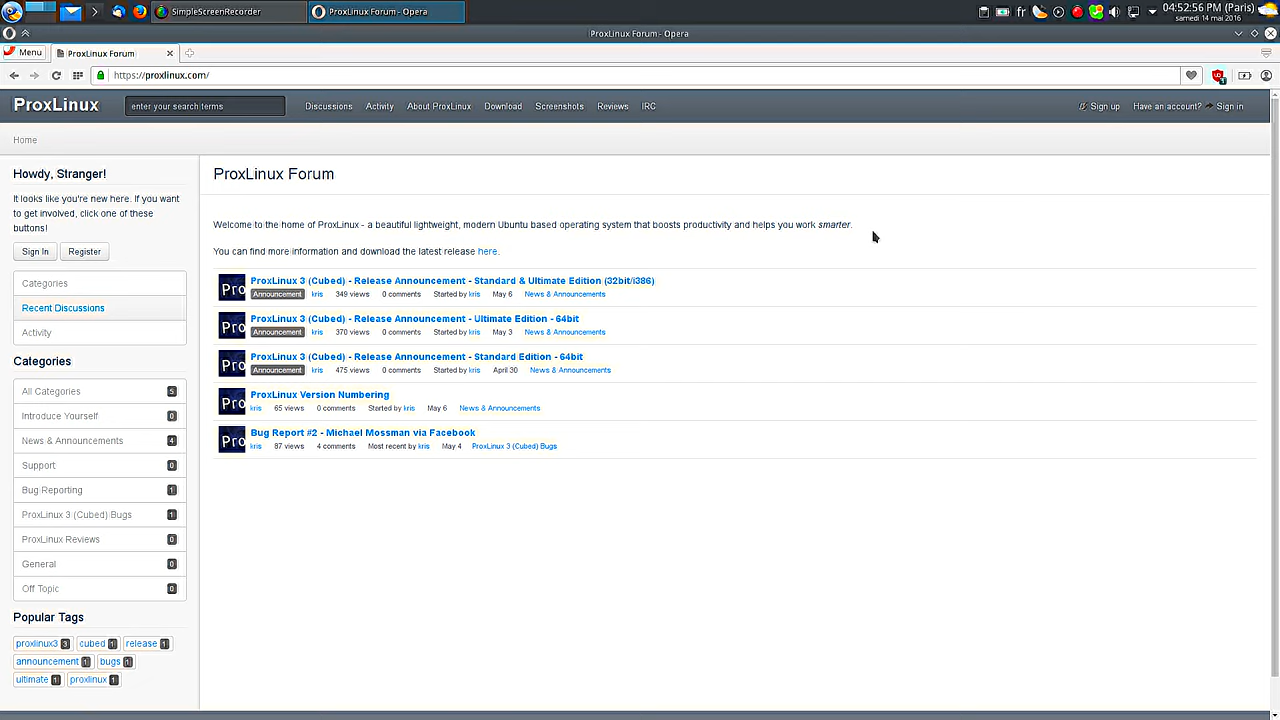 SimpleScreenRecorder
ProxLinux Forum - Opera
fr
04:52:56 PM (Paris)
samedi 14 mai 2016
ProxLinux Forum - Opera
Menu
ProxLinux Forum
https://proxlinux.com/
ProxLinux
enter your search terms
Discussions
Activity
About ProxLinux
Download
Screenshots
Reviews
IRC
Sign up
Have an account?
Sign in
Home
Howdy, Stranger!
It looks like you're new here. If you
want to get involved, click one of these
buttons!
Sign In
Register
Categories
Recent Discussions
Activity
Categories
All Categories 5
Introduce Yourself 0
News & Announcements 4
Support 0
Bug Reporting 1
ProxLinux 3 (Cubed) Bugs 1
ProxLinux Reviews 0
General 0
Off Topic 0
Popular Tags
proxlinux3 3 cubed 1 release 1
announcement 1 bugs 1
ultimate 1 proxlinux 1
ProxLinux Forum
Welcome to the home of ProxLinux - a beautiful lightweight, modern Ubuntu based operating system that boosts productivity and helps you work smarter.
You can find more information and download the latest release here.
Pro
ProxLinux 3 (Cubed) - Release Announcement - Standard & Ultimate Edition (32bit/i386)
Announcement kris 349 views 0 comments Started by kris May 6 News & Announcements
Pro
ProxLinux 3 (Cubed) - Release Announcement - Ultimate Edition - 64bit
Announcement kris 370 views 0 comments Started by kris May 3 News & Announcements
Pro
ProxLinux 3 (Cubed) - Release Announcement - Standard Edition - 64bit
Announcement kris 475 views 0 comments Started by kris April 30 News & Announcements
Pro
ProxLinux Version Numbering
kris 65 views 0 comments Started by kris May 6 News & Announcements
Pro
Bug Report #2 - Michael Mossman via Facebook
kris 87 views 4 comments Most recent by kris May 4 ProxLinux 3 (Cubed) Bugs